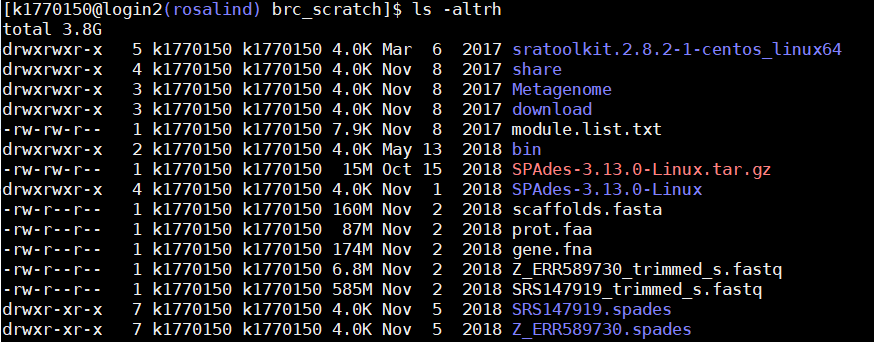 [k1770150@login2(rosalind) brc_scratch]$ ls -altrh
total 3.8G
drwxrwxr-x   5 k1770150 k1770150 4.0K Mar  6  2017 sratoolkit.2.8.2-1-centos_linux64
drwxrwxr-x   4 k1770150 k1770150 4.0K Nov  8  2017 share
drwxrwxr-x   3 k1770150 k1770150 4.0K Nov  8  2017 Metagenome
drwxrwxr-x   3 k1770150 k1770150 4.0K Nov  8  2017 download
-rw-rw-r--   1 k1770150 k1770150 7.9K Nov  8  2017 module.list.txt
drwxrwxr-x   2 k1770150 k1770150 4.0K May 13  2018 bin
-rw-rw-r--   1 k1770150 k1770150  15M Oct 15  2018 SPAdes-3.13.0-Linux.tar.gz
drwxrwxr-x   4 k1770150 k1770150 4.0K Nov  1  2018 SPAdes-3.13.0-Linux
-rw-r--r--   1 k1770150 k1770150 160M Nov  2  2018 scaffolds.fasta
-rw-r--r--   1 k1770150 k1770150  87M Nov  2  2018 prot.faa
-rw-r--r--   1 k1770150 k1770150 174M Nov  2  2018 gene.fna
-rw-r--r--   1 k1770150 k1770150 6.8M Nov  2  2018 Z_ERR589730_trimmed_s.fastq
-rw-r--r--   1 k1770150 k1770150 585M Nov  2  2018 SRS147919_trimmed_s.fastq
drwxr-xr-x   7 k1770150 k1770150 4.0K Nov  5  2018 SRS147919.spades
drwxr-xr-x   7 k1770150 k1770150 4.0K Nov  5  2018 Z_ERR589730.spades